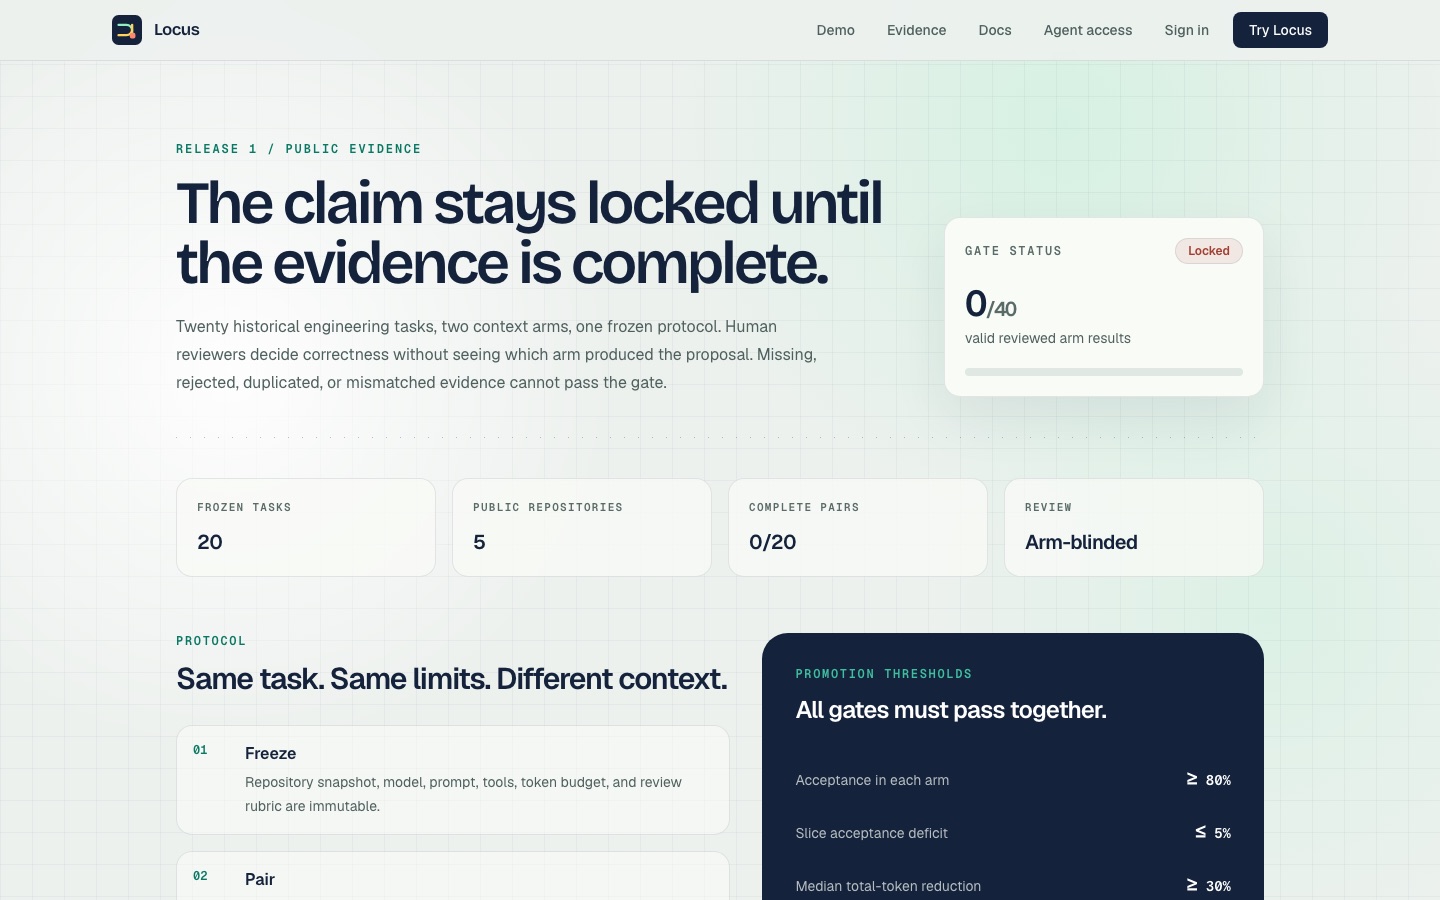 Locus
Demo
Evidence
Docs
Agent access
Sign in
Try Locus
RELEASE 1 / PUBLIC EVIDENCE
The claim stays locked until
the evidence is complete.
Twenty historical engineering tasks, two context arms, one frozen protocol. Human
reviewers decide correctness without seeing which arm produced the proposal. Missing,
rejected, duplicated, or mismatched evidence cannot pass the gate.
GATE STATUS
Locked
0/40
valid reviewed arm results
FROZEN TASKS
20
PUBLIC REPOSITORIES
5
COMPLETE PAIRS
0/20
REVIEW
Arm-blinded
PROTOCOL
Same task. Same limits. Different context.
01
Freeze
Repository snapshot, model, prompt, tools, token budget, and review
rubric are immutable.
02
Pair
PROMOTION THRESHOLDS
All gates must pass together.
Acceptance in each arm
≥ 80%
Slice acceptance deficit
≤ 5%
Median total-token reduction
≥ 30%